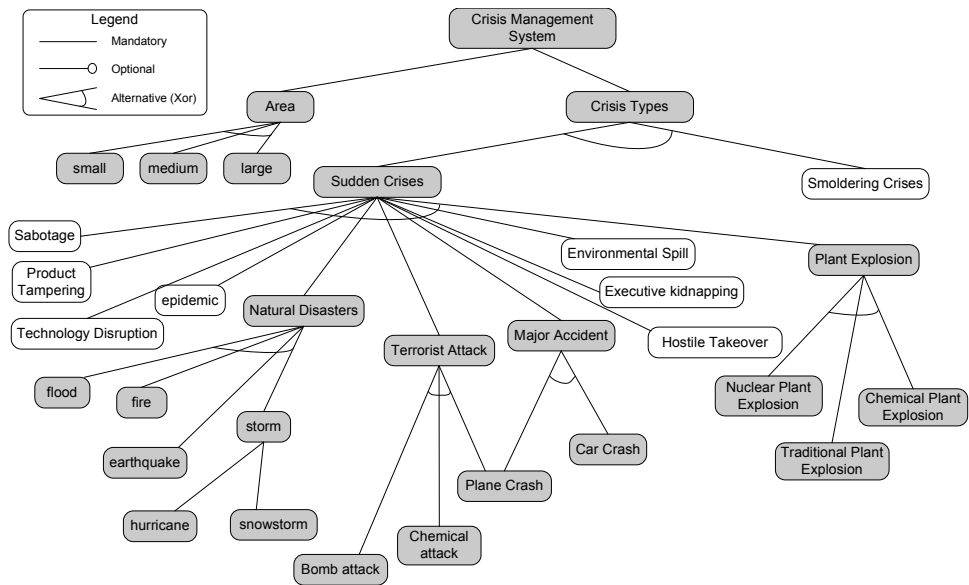 Legend
Mandatory
Optional
Alternative (Xor)
Crisis Management
System
Area
Crisis Types
small
medium
large
Sudden Crises
Smoldering Crises
Sabotage
Product
Tampering
Technology Disruption
epidemic
Natural Disasters
Terrorist Attack
Major Accident
Environmental Spill
Executive kidnapping
Hostile Takeover
Plant Explosion
flood
fire
earthquake
storm
hurricane
snowstorm
Bomb attack
Chemical
attack
Plane Crash
Car Crash
Nuclear Plant
Explosion
Traditional Plant
Explosion
Chemical Plant
Explosion